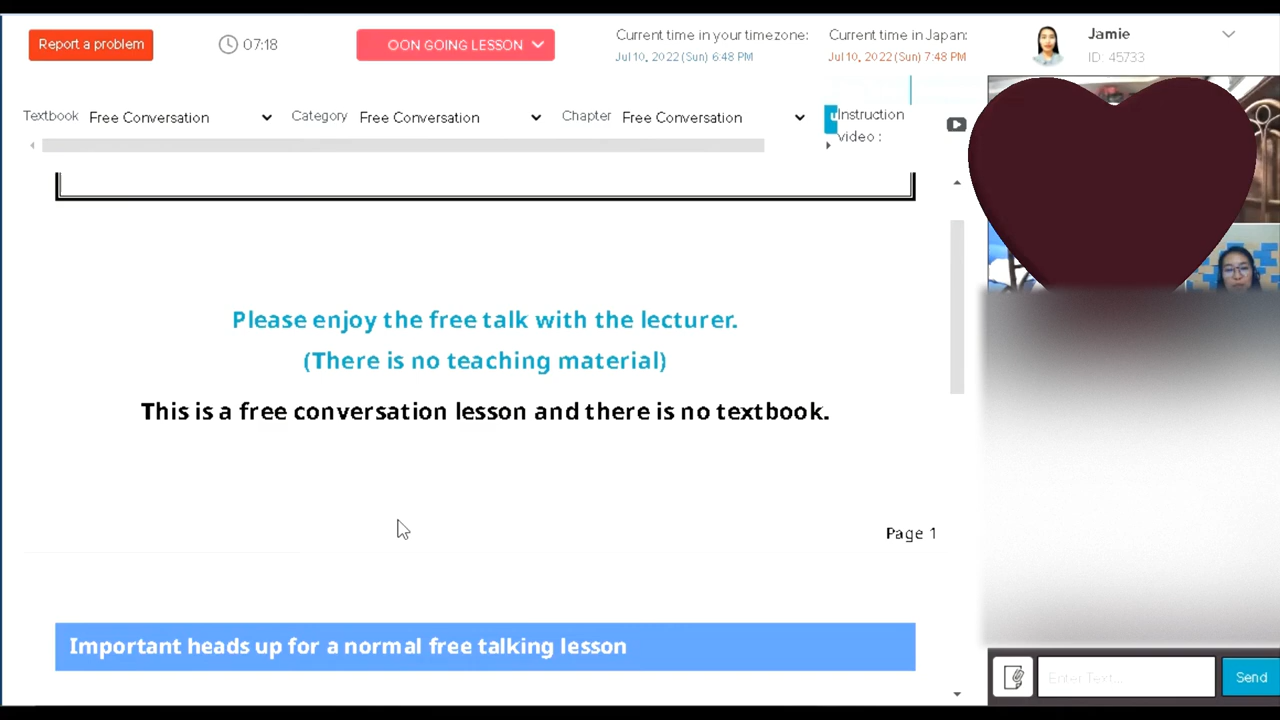 Report a problem
07:18
OON GOING LESSON
Current time in your timezone:
Jul 10, 2022 (Sun) 6:48 PM
Current time in Japan:
Jul 10, 2022 (Sun) 7:48 PM
Jamie
ID: 45733
Textbook Free Conversation
Category Free Conversation
Chapter Free Conversation
u
Instruction
video :
Please enjoy the free talk with the lecturer.
(There is no teaching material)
This is a free conversation lesson and there is no textbook.
Page 1
Important heads up for a normal free talking lesson
Enter Text...
Send